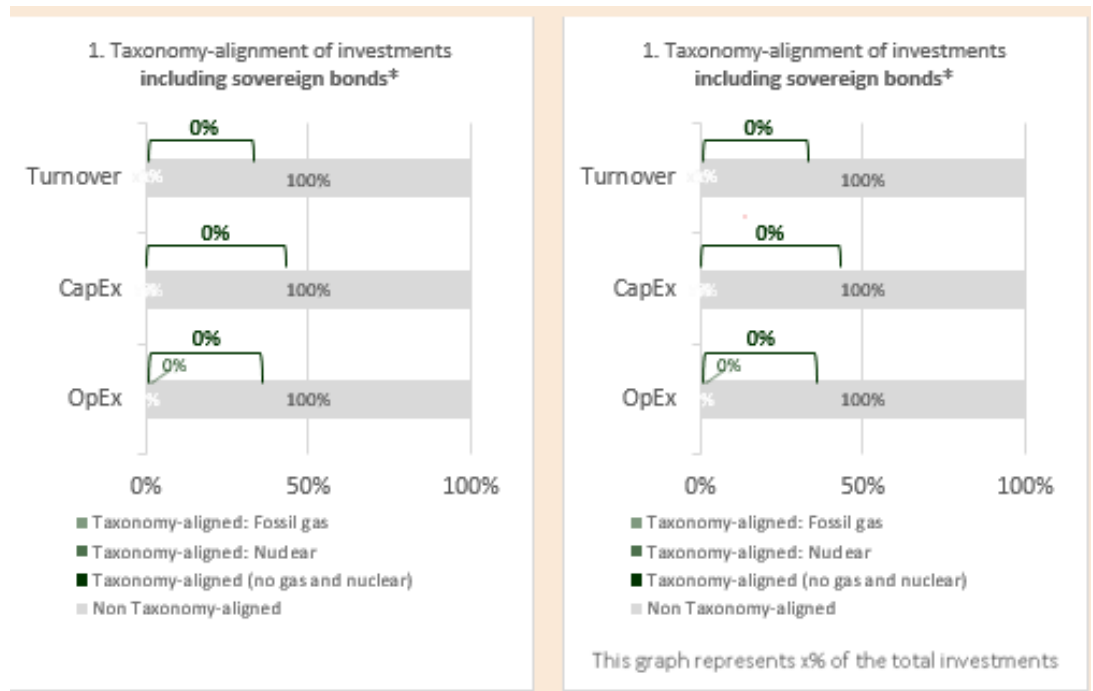 1. Taxonomy-alignment of investments
including sovereign bonds*
0%
Turnover
100%
0%
CapEx
100%
0%
0%
OpEx
%
100%
0%
50%
100%
Taxonomy-aligned: Fossil gas
Taxonomy-aligned: Nuclear
Taxonomy-aligned (no gas and nuclear)
Non Taxonomy-aligned
1. Taxonomy-alignment of investments
including sovereign bonds*
0%
Turnover
100%
0%
CapEx
100%
0%
0%
OpEx
%
100%
0%
50%
100%
Taxonomy-aligned: Fossil gas
Taxonomy-aligned: Nuclear
Taxonomy-aligned (no gas and nuclear)
Non Taxonomy-aligned
This graph represents x% of the total investments